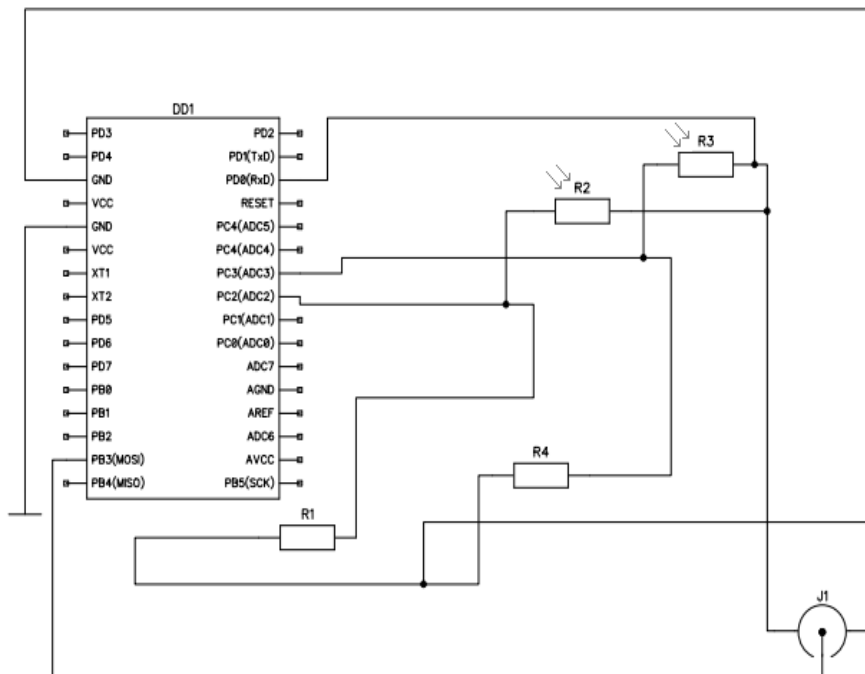 DD1
PD3
PD4
GND
VCC
GND
VCC
XT1
XT2
PD5
PD6
PD7
PB0
PB1
PB2
PB3(MOSI)
PB4(MISO)
PD2
PD1(TxD)
PD0(RxD)
RESET
PC4(ADC5)
PC4(ADC4)
PC3(ADC3)
PC2(ADC2)
PC1(ADC1)
PC0(ADC0)
ADC7
AGND
AREF
ADC6
AVCC
PB5(SCK)
R3
R2
R4
R1
J1